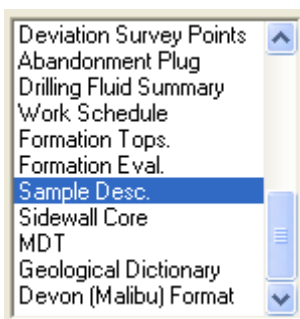 Deviation Survey Points
Abandonment Plug
Drilling Fluid Summary
Work Schedule
Formation Tops.
Formation Eval.
Sample Desc.
Sidewall Core
MDT
Geological Dictionary
Devon (Malibu) Format